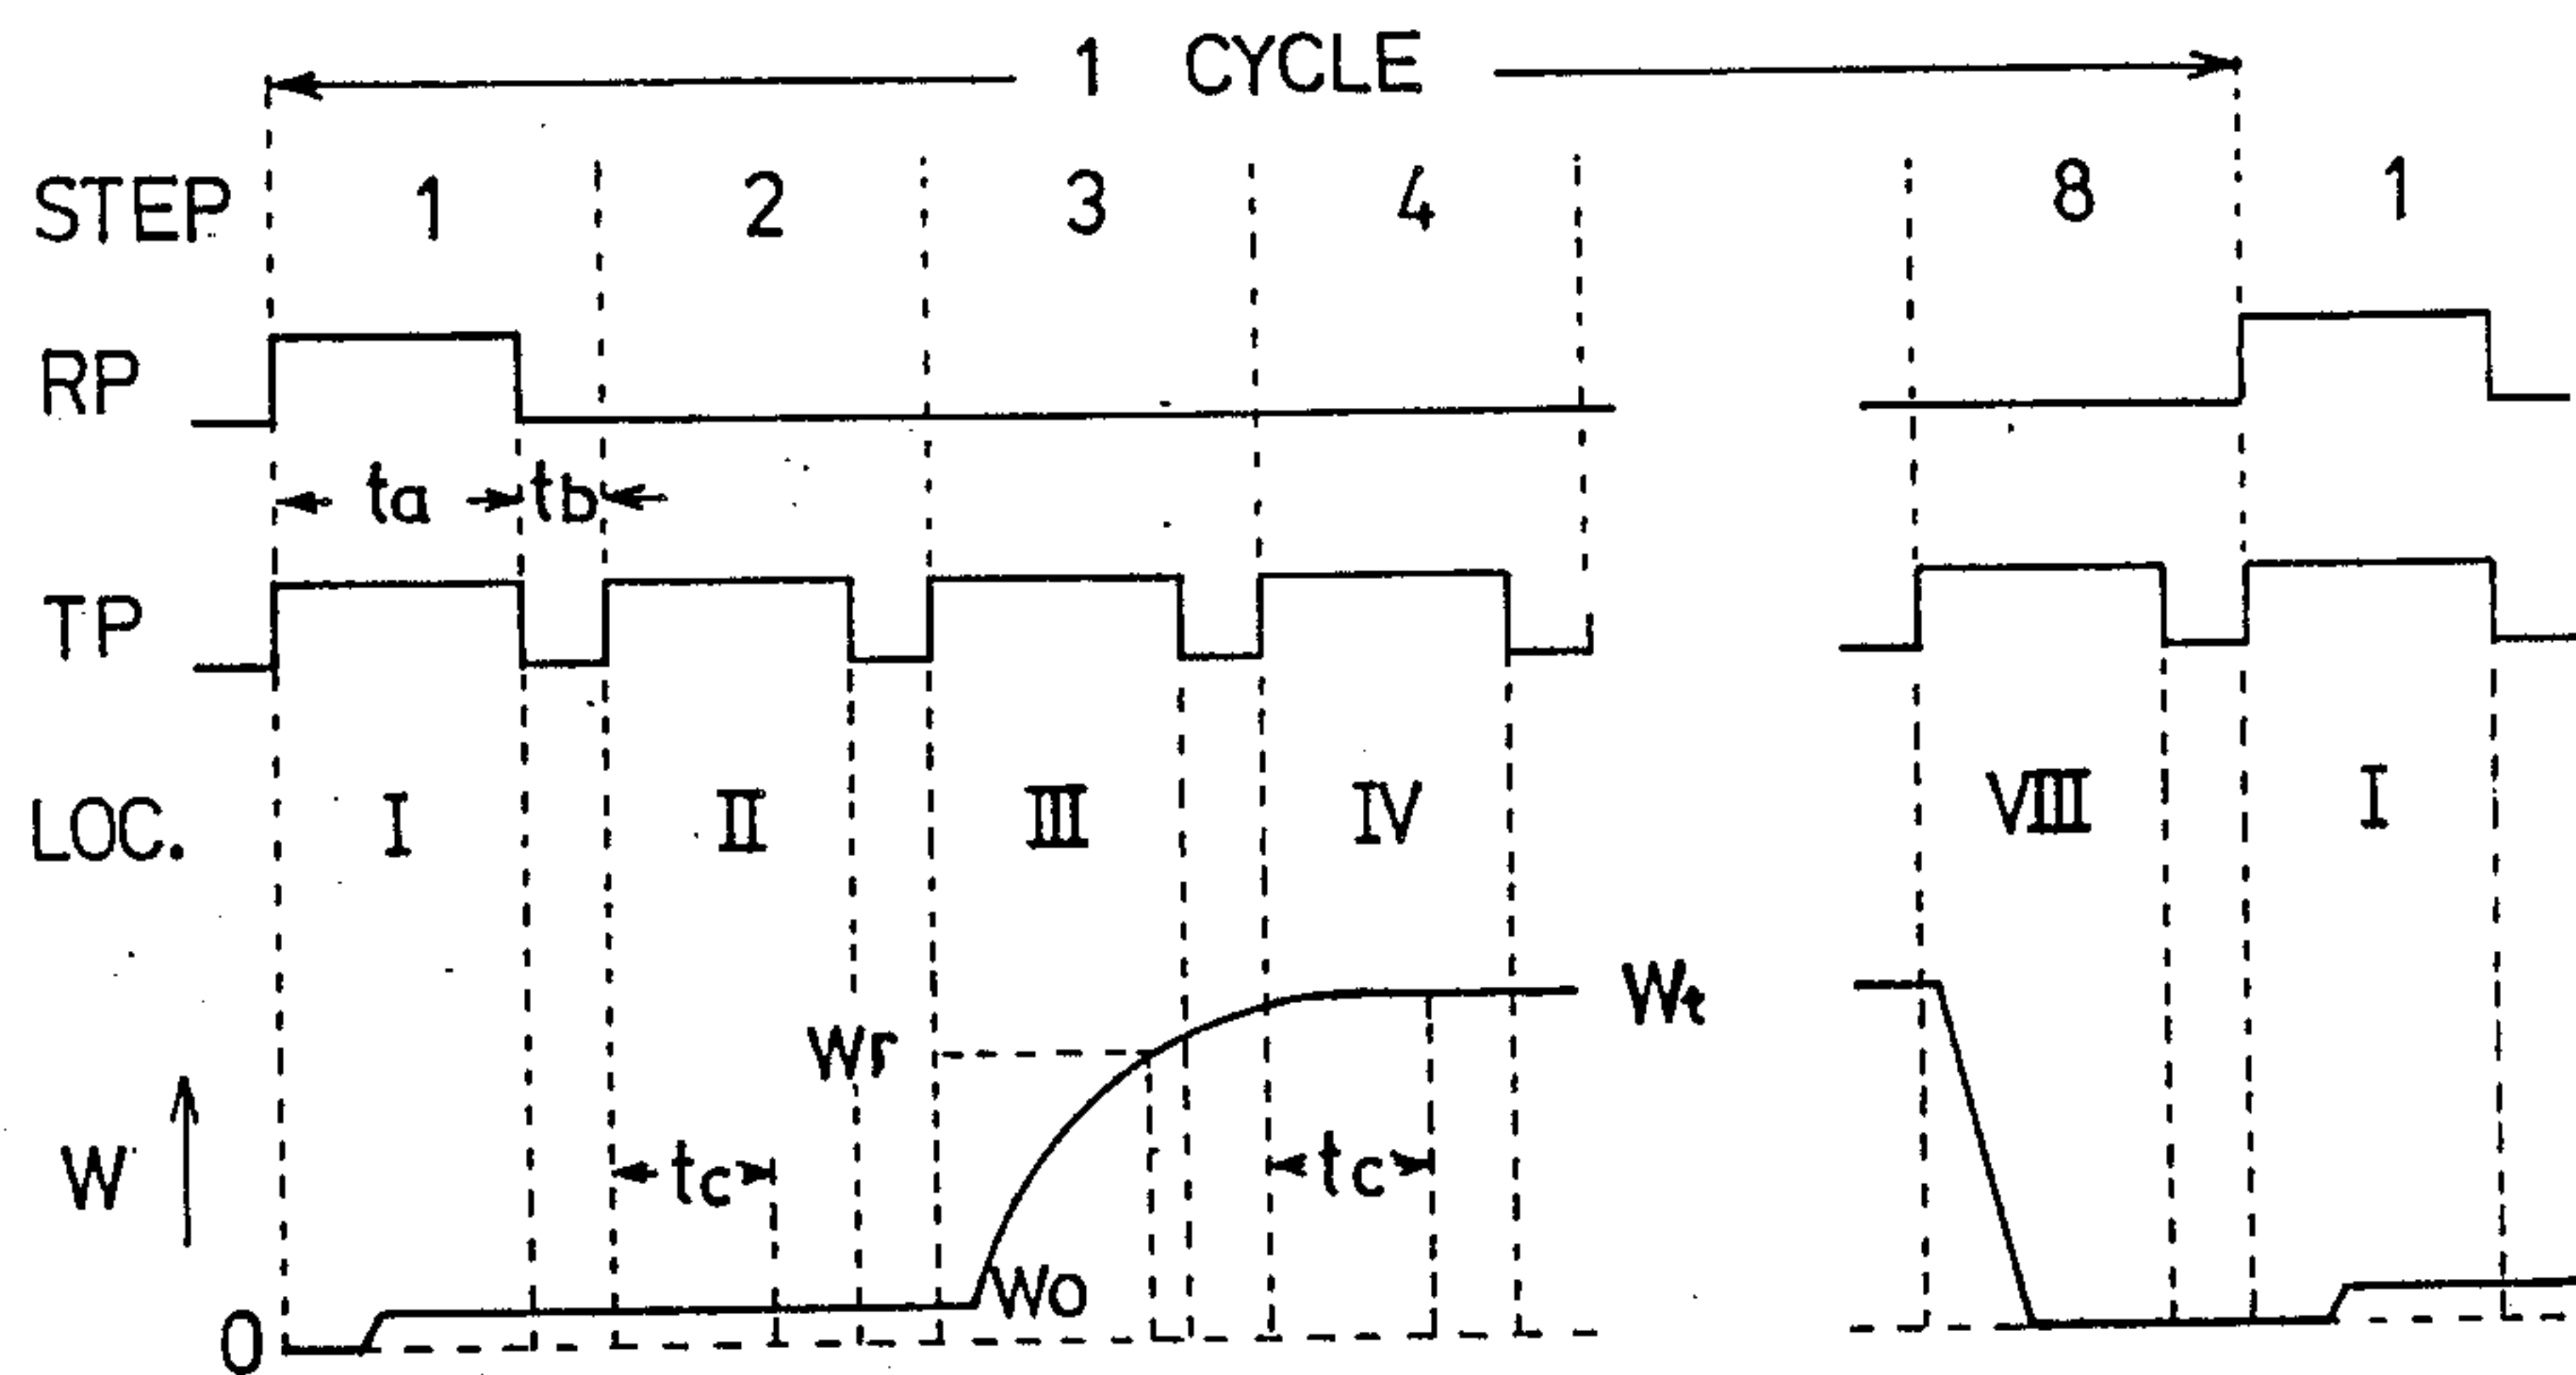 1 CYCLE
STEP 1 2 3 4 8 1
RP
ta tb
TP
LOC. I II III IV VIII I
Wr Wt
W tc tc
Wo
0